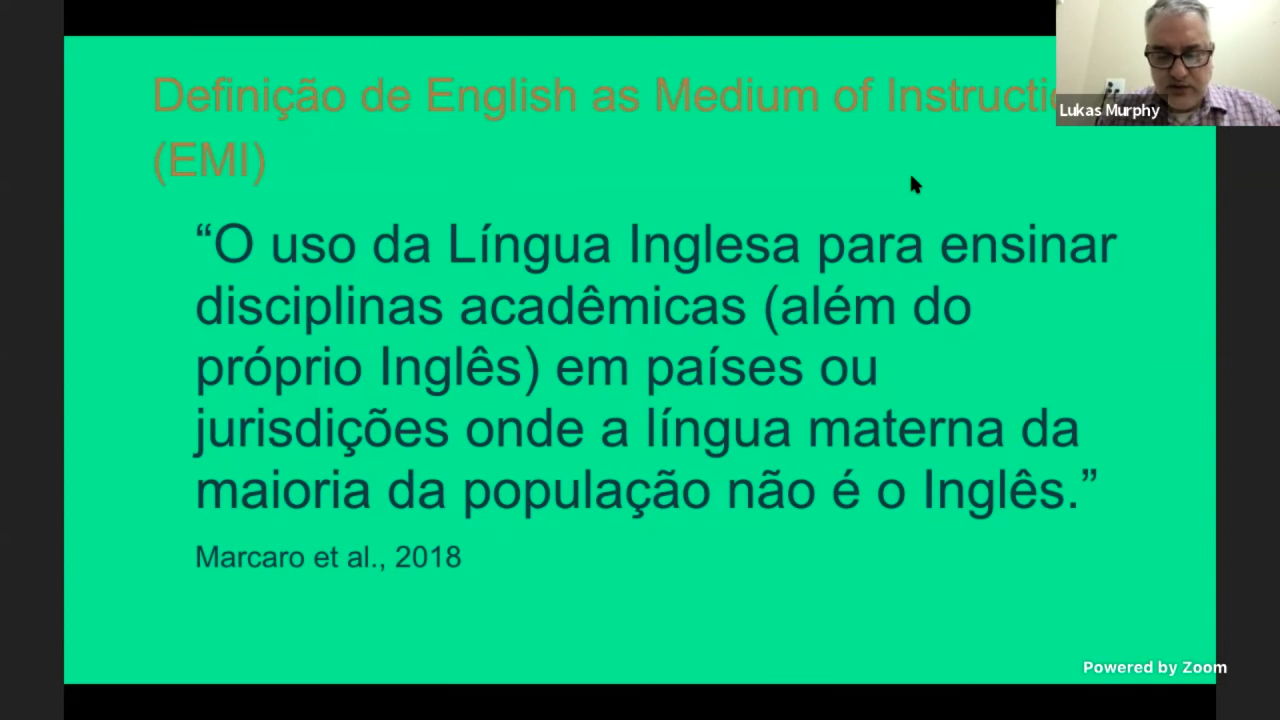 Definição de English as Medium of
(EMI)
“O uso da Língua Inglesa para ensinar
disciplinas acadêmicas (além do
próprio Inglês) em países ou
jurisdições onde a língua materna da
maioria da população não é o Inglês.”
Marcaro et al., 2018
Lukas Murphy
Powered by Zoom